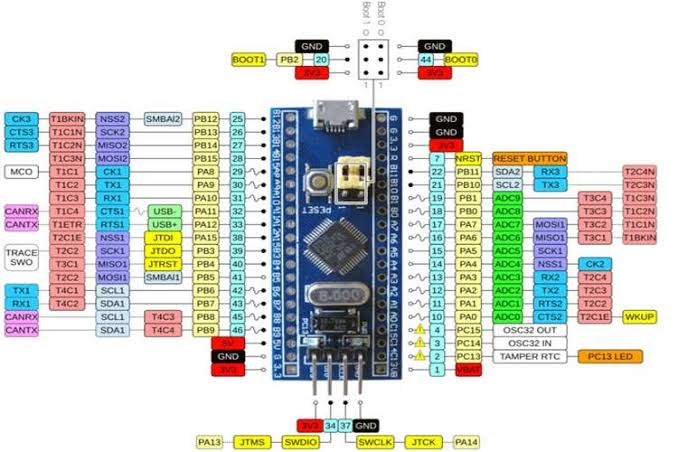 Boot 1 Boot 0
0 0
GND GND
BOOT1 PB2 20 44 BOOT0
3V3 3V3
1 1
GND
CK3 T1BKIN NSS2 SMBAI2 PB12 25 GND
CTS3 T1C1N SCK2 PB13 26 3V3
RTS3 T1C2N MISO2 PB14 27 7 NRST RESET BUTTON
T1C3N MOSI2 PB15 28 22 PB11 SDA2 RX3 T2C4N
MCO T1C1 CK1 PA8 29 21 PB10 SCL2 TX3 T2C3N
T1C2 TX1 PA9 30 19 PB1 ADC9 T3C4 T1C3N
T1C3 RX1 PA10 31 18 PB0 ADC8 T3C3 T1C2N
CANRX T1C4 CTS1 USB- PA11 32 17 PA7 ADC7 MOSI1 T3C2 T1C1N
CANTX T1ETR RTS1 USB+ PA12 33 16 PA6 ADC6 MISO1 T3C1 T1BKIN
T2C1E NSS1 JTDI PA15 38 15 PA5 ADC5 SCK1
TRACE SWO T2C2 SCK1 JTDO PB3 39 14 PA4 ADC4 NSS1 CK2
T3C1 MISO1 JTRST PB4 40 13 PA3 ADC3 RX2 T2C4
T2C2 MOSI1 SMBAI1 PB5 41 12 PA2 ADC2 TX2 T2C3
TX1 T4C1 SCL1 PB6 42 11 PA1 ADC1 RTS2 T2C2
RX1 T4C2 SDA1 PB7 43 10 PA0 ADC0 CTS2 T2C1E WKUP
CANRX SCL1 T4C3 PB8 45 4 PC15 OSC32 OUT
CANTX SDA1 T4C4 PB9 46 3 PC14 OSC32 IN
5V 2 PC13 TAMPER RTC PC13 LED
GND 1 VBAT
3V3
RESET
8.000
3V3 34 37 GND
PA13 JTMS SWDIO SWCLK JTCK PA14